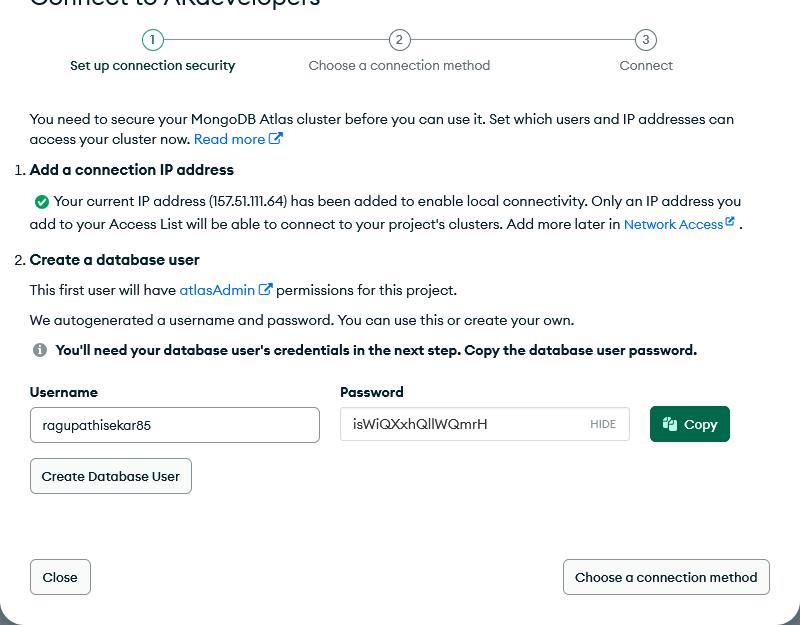 Connect to AKdevelopers
1
2
3
Set up connection security
Choose a connection method
Connect
You need to secure your MongoDB Atlas cluster before you can use it. Set which users and IP addresses can
access your cluster now. Read more
1. Add a connection IP address
Your current IP address (157.51.111.64) has been added to enable local connectivity. Only an IP address you
add to your Access List will be able to connect to your project's clusters. Add more later in Network Access .
2. Create a database user
This first user will have atlasAdmin permissions for this project.
We autogenerated a username and password. You can use this or create your own.
You'll need your database user's credentials in the next step. Copy the database user password.
Username
Password
ragupathisekar85
isWiQXxhQllWQmrH
HIDE
Copy
Create Database User
Close
Choose a connection method